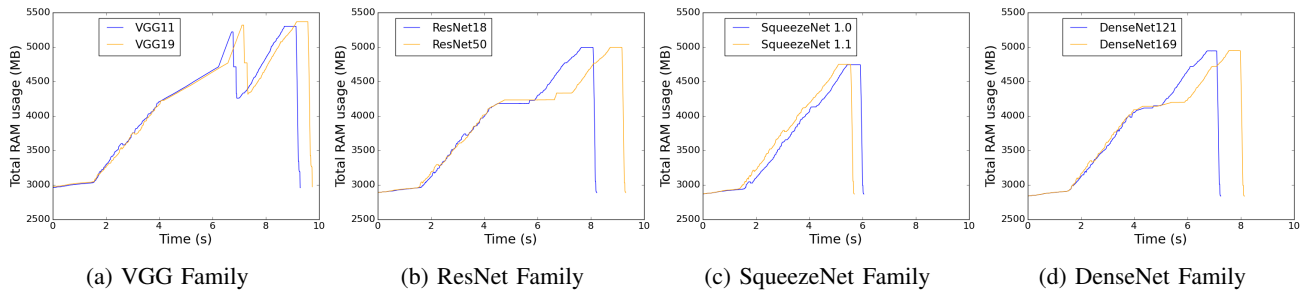 5500
5000
4500
4000
3500
3000
2500
Total RAM usage (MB)
VGG11
VGG19
0 2 4 6 8 10
Time (s)
(a) VGG Family
5500
5000
4500
4000
3500
3000
2500
Total RAM usage (MB)
ResNet18
ResNet50
0 2 4 6 8 10
Time (s)
(b) ResNet Family
5500
5000
4500
4000
3500
3000
2500
Total RAM usage (MB)
SqueezeNet 1.0
SqueezeNet 1.1
0 2 4 6 8 10
Time (s)
(c) SqueezeNet Family
5500
5000
4500
4000
3500
3000
2500
Total RAM usage (MB)
DenseNet121
DenseNet169
0 2 4 6 8 10
Time (s)
(d) DenseNet Family